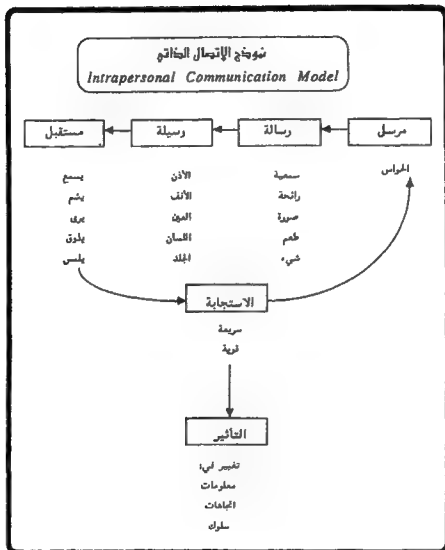 نموذج الإتصال الذاتي
Intrapersonal Communication Model
مرسل
رسالة
وسيلة
مستقبل
الحواس
سمعية
رائحة
صورة
طعم
شيء
الأذن
الأنف
العين
اللسان
الجلد
يسمع
يشم
يرى
يذوق
يلمس
الاستجابة
سريعة
قوية
التأثير
تغيير في:
معلومات
اتجاهات
سلوك